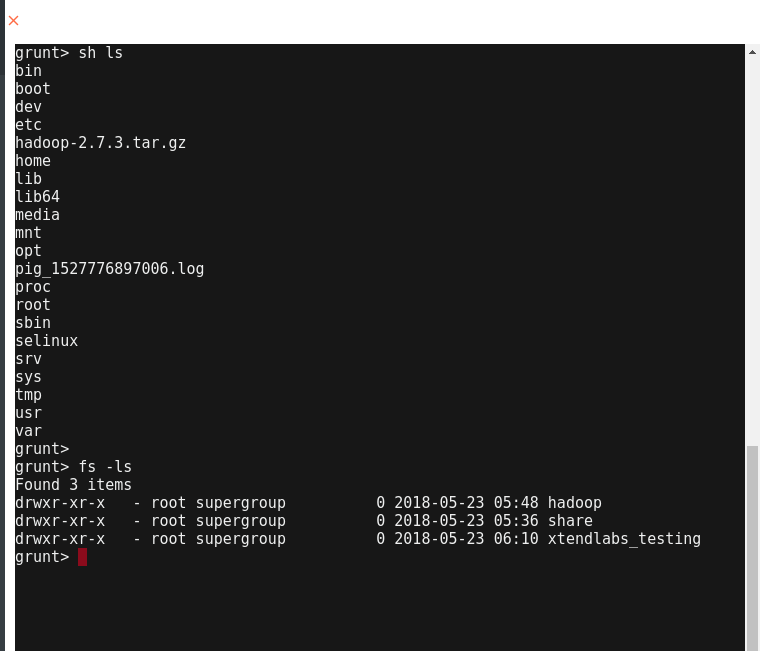 grunt> sh ls
bin
boot
dev
etc
hadoop-2.7.3.tar.gz
home
lib
lib64
media
mnt
opt
pig_1527776897006.log
proc
root
sbin
selinux
srv
sys
tmp
usr
var
grunt>
grunt> fs -ls
Found 3 items
drwxr-xr-x   - root supergroup          0 2018-05-23 05:48 hadoop
drwxr-xr-x   - root supergroup          0 2018-05-23 05:36 share
drwxr-xr-x   - root supergroup          0 2018-05-23 06:10 xtendlabs_testing
grunt>